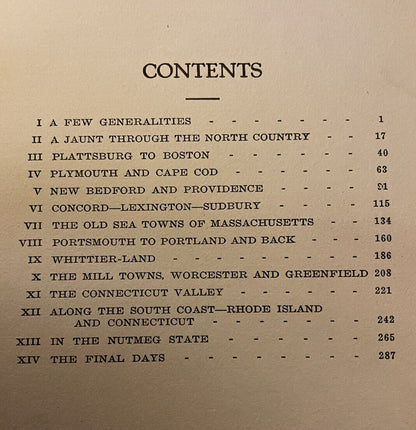 CONTENTS
I A FEW GENERALITIES - - - - - - - 1
II A JAUNT THROUGH THE NORTH COUNTRY - - 17
III PLATTSBURG TO BOSTON - - - - - - 40
IV PLYMOUTH AND CAPE COD - - - - - - 63
V NEW BEDFORD AND PROVIDENCE - - - - 91
VI CONCORD—LEXINGTON—SUDBURY - - - - 115
VII THE OLD SEA TOWNS OF MASSACHUSETTS - - 134
VIII PORTSMOUTH TO PORTLAND AND BACK - - - 160
IX WHITTIER-LAND - - - - - - - - 186
X THE MILL TOWNS, WORCESTER AND GREENFIELD 208
XI THE CONNECTICUT VALLEY - - - - - - 221
XII ALONG THE SOUTH COAST—RHODE ISLAND
AND CONNECTICUT - - - - - - - 242
XIII IN THE NUTMEG STATE - - - - - - 265
XIV THE FINAL DAYS - - - - - - - - 287